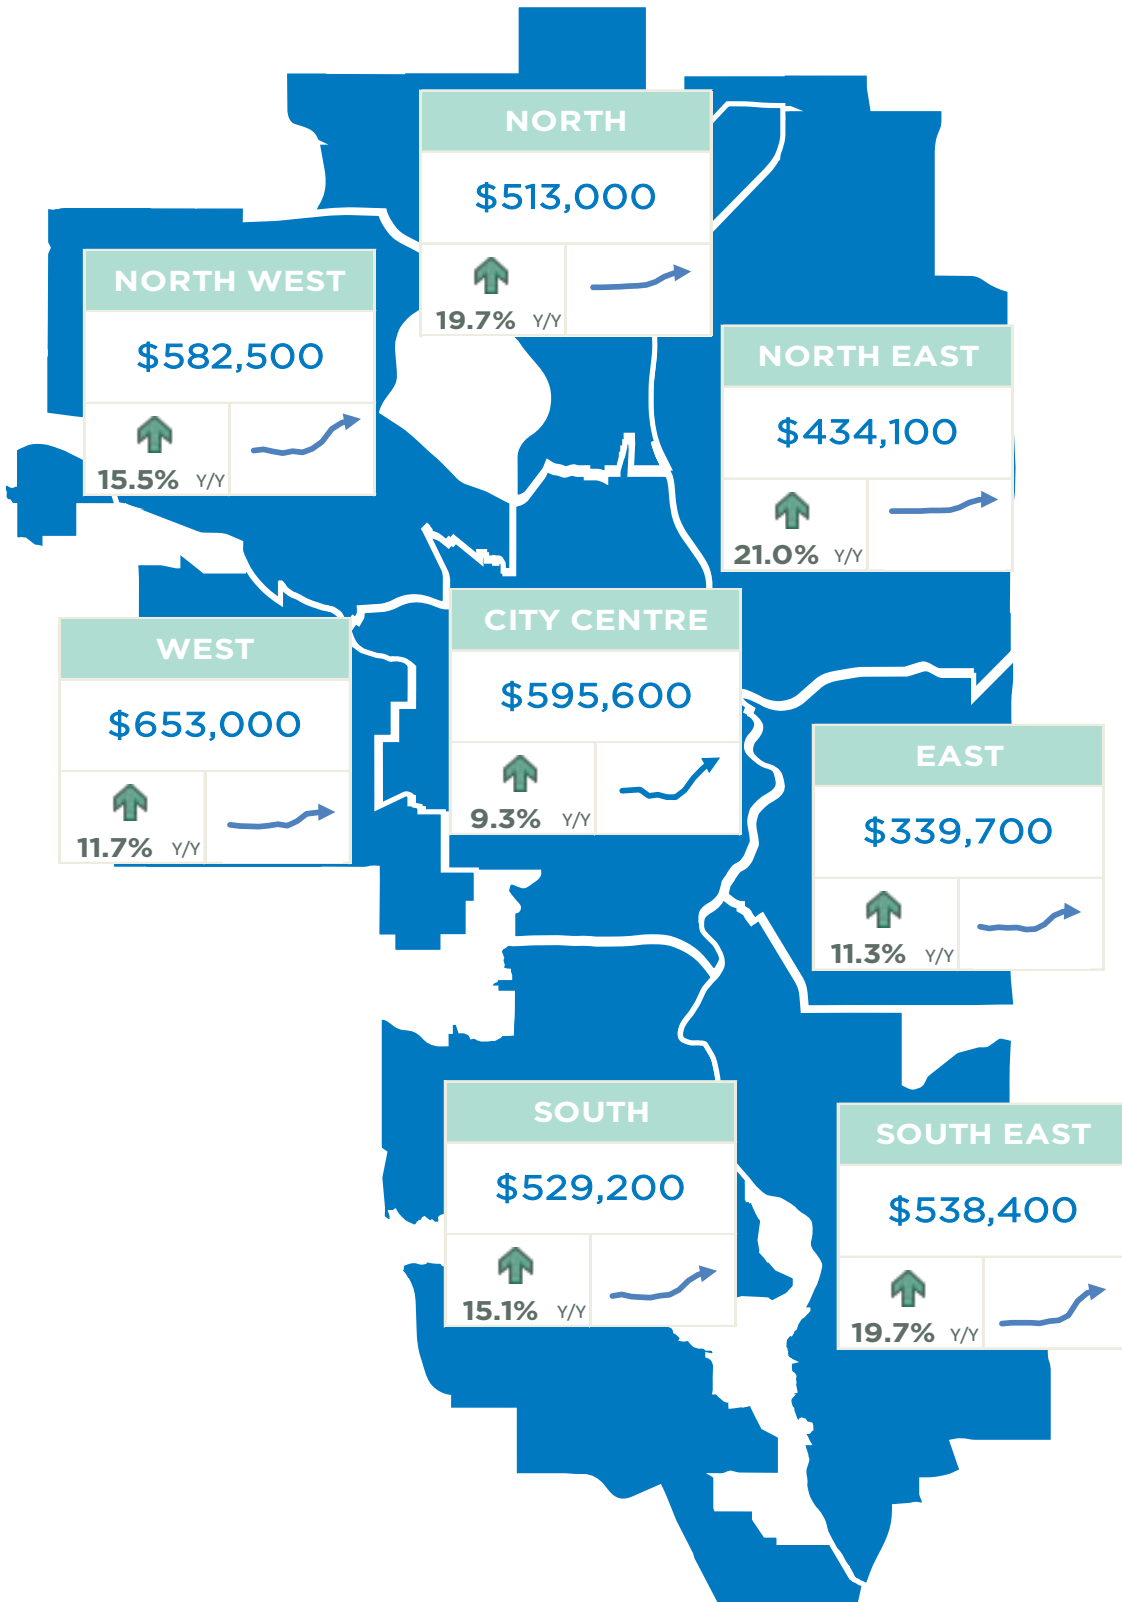 NORTH
$513,000
19.7% Y/Y
NORTH WEST
$582,500
15.5% Y/Y
NORTH EAST
$434,100
21.0% Y/Y
CITY CENTRE
$595,600
9.3% Y/Y
WEST
$653,000
11.7% Y/Y
EAST
$339,700
11.3% Y/Y
SOUTH
$529,200
15.1% Y/Y
SOUTH EAST
$538,400
19.7% Y/Y